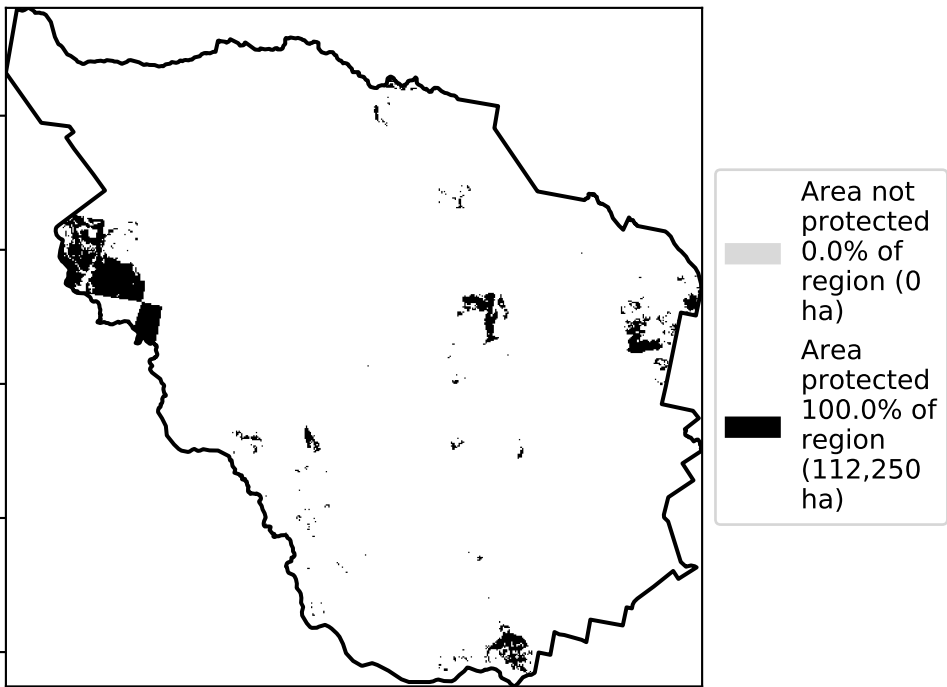 Area not
protected
0.0% of
region (0
ha)
Area
protected
100.0% of
region
(112,250
ha)